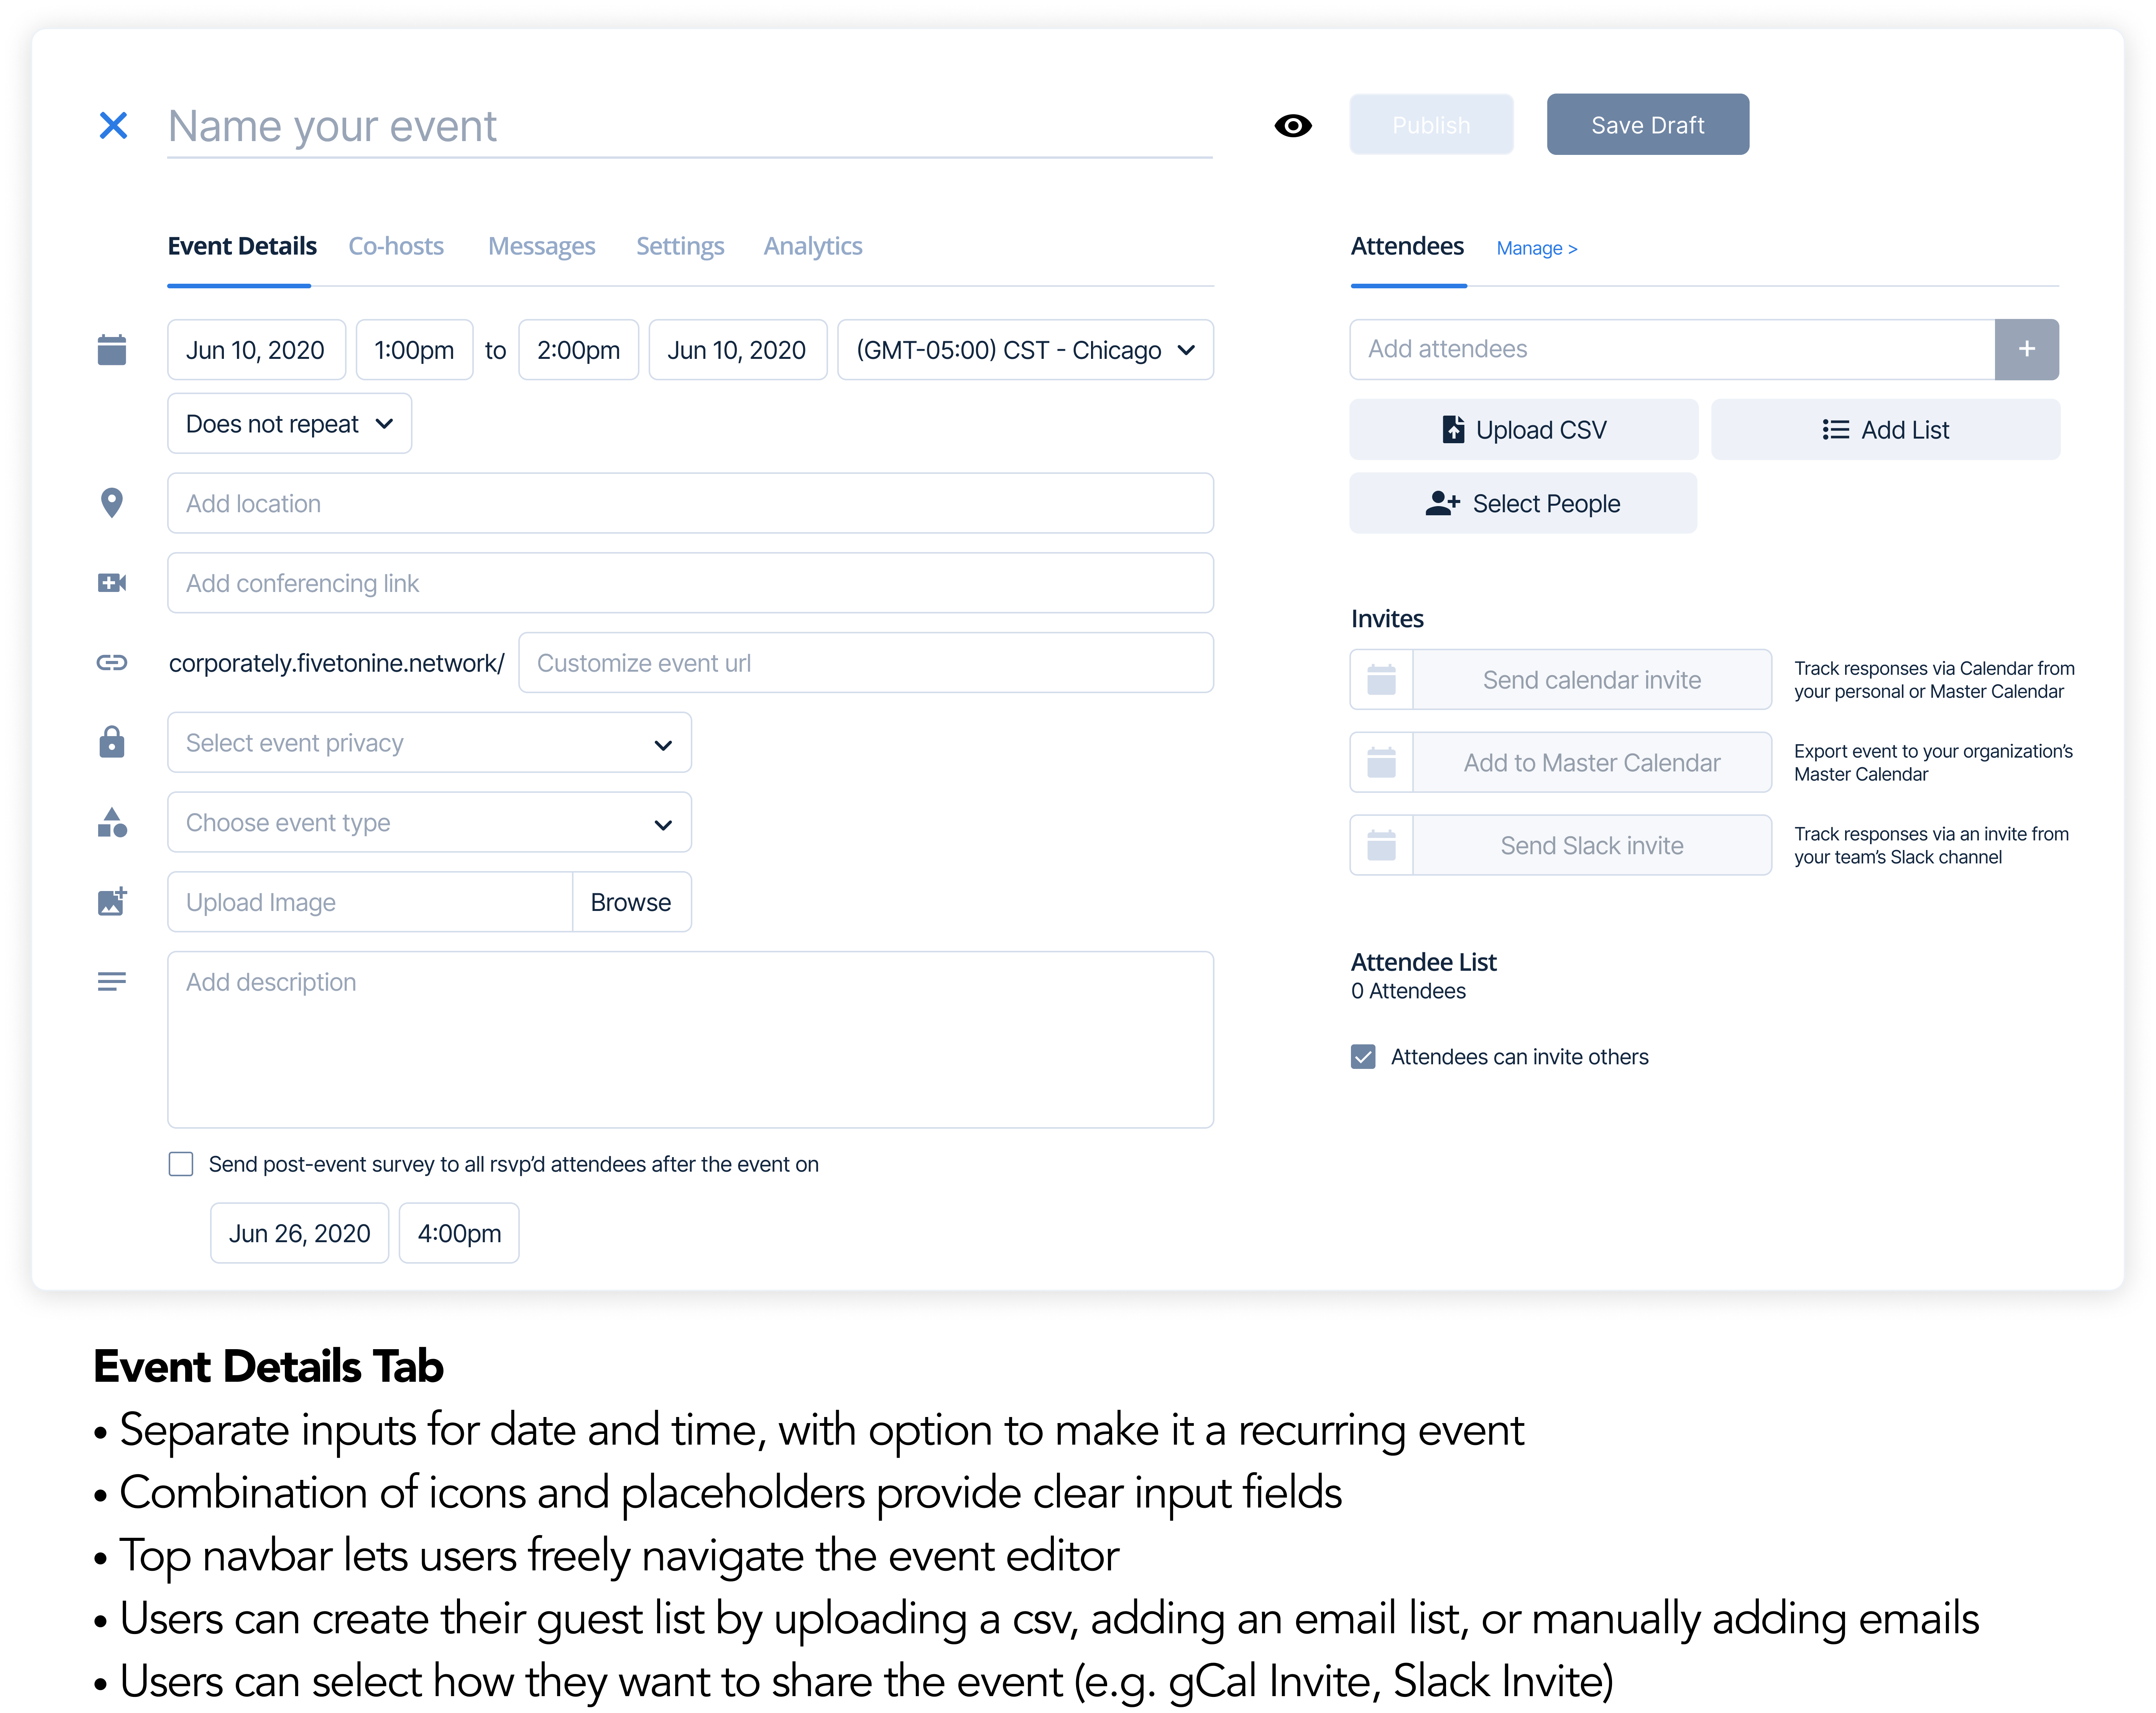 Name your event
Publish
Save Draft
Event Details
Co-hosts
Messages
Settings
Analytics
Jun 10, 2020
1:00pm
to
2:00pm
Jun 10, 2020
(GMT-05:00) CST - Chicago
Does not repeat
Add location
Add conferencing link
corporately.fivetonine.network/
Customize event url
Select event privacy
Choose event type
Upload Image
Browse
Add description
Send post-event survey to all rsvp’d attendees after the event on
Jun 26, 2020
4:00pm
Attendees
Manage >
Add attendees
+
Upload CSV
Add List
Select People
Invites
Send calendar invite
Track responses via Calendar from
your personal or Master Calendar
Add to Master Calendar
Export event to your organization’s
Master Calendar
Send Slack invite
Track responses via an invite from
your team’s Slack channel
Attendee List
0 Attendees
Attendees can invite others
Event Details Tab
• Separate inputs for date and time, with option to make it a recurring event
• Combination of icons and placeholders provide clear input fields
• Top navbar lets users freely navigate the event editor
• Users can create their guest list by uploading a csv, adding an email list, or manually adding emails
• Users can select how they want to share the event (e.g. gCal Invite, Slack Invite)